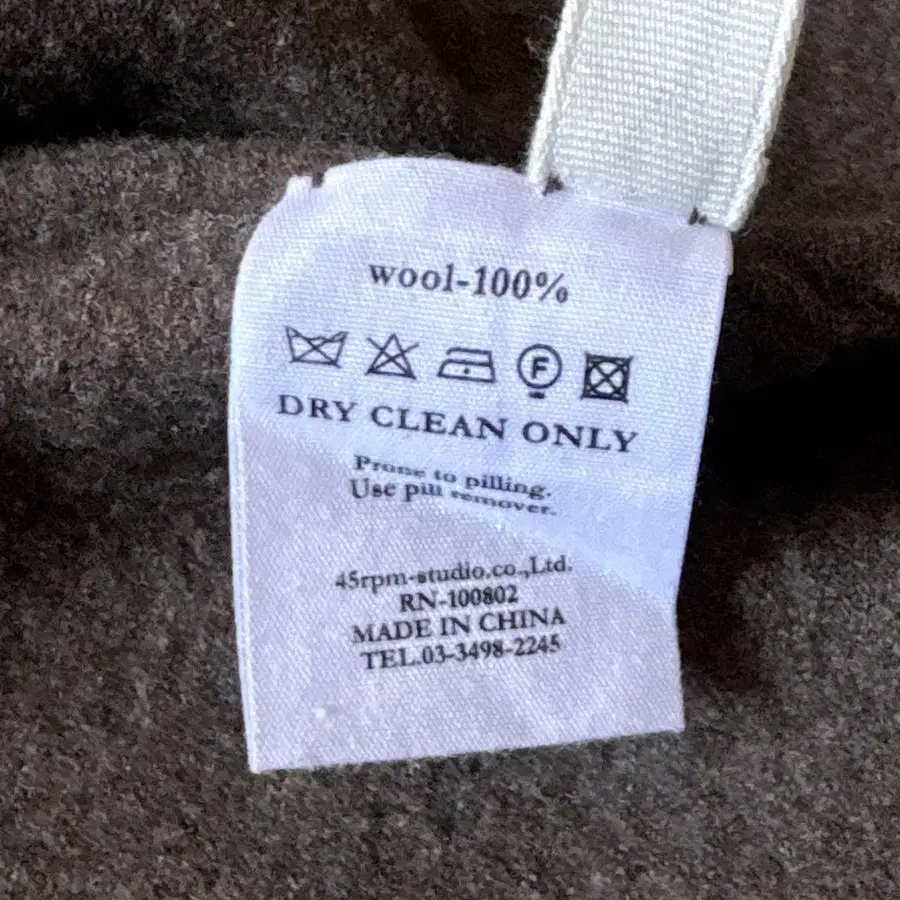 wool-100%
F
DRY CLEAN ONLY
Prone to pilling.
Use pill remover.
45rpm-studio.co.,Ltd.
RN-100802
MADE IN CHINA
TEL.03-3498-2245